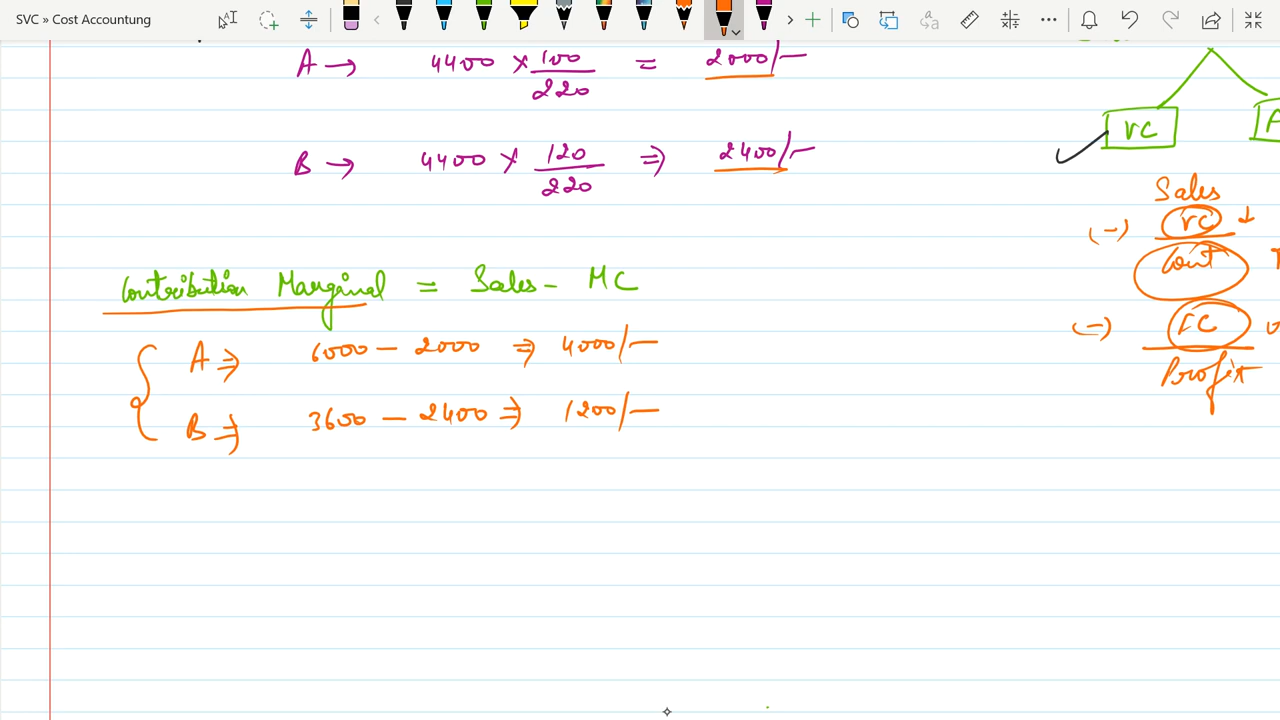 SVC » Cost Accountung
A → 4400 × 100/220 = 2000/-
B → 4400 × 120/220 ⇒ 2400/-
VC
Sales
(-) VC ↓
Cont
(-) FC
Profit
Contribution Marginal = Sales - MC
A ⇒ 6000 - 2000 ⇒ 4000/-
B ⇒ 3600 - 2400 ⇒ 1200/-